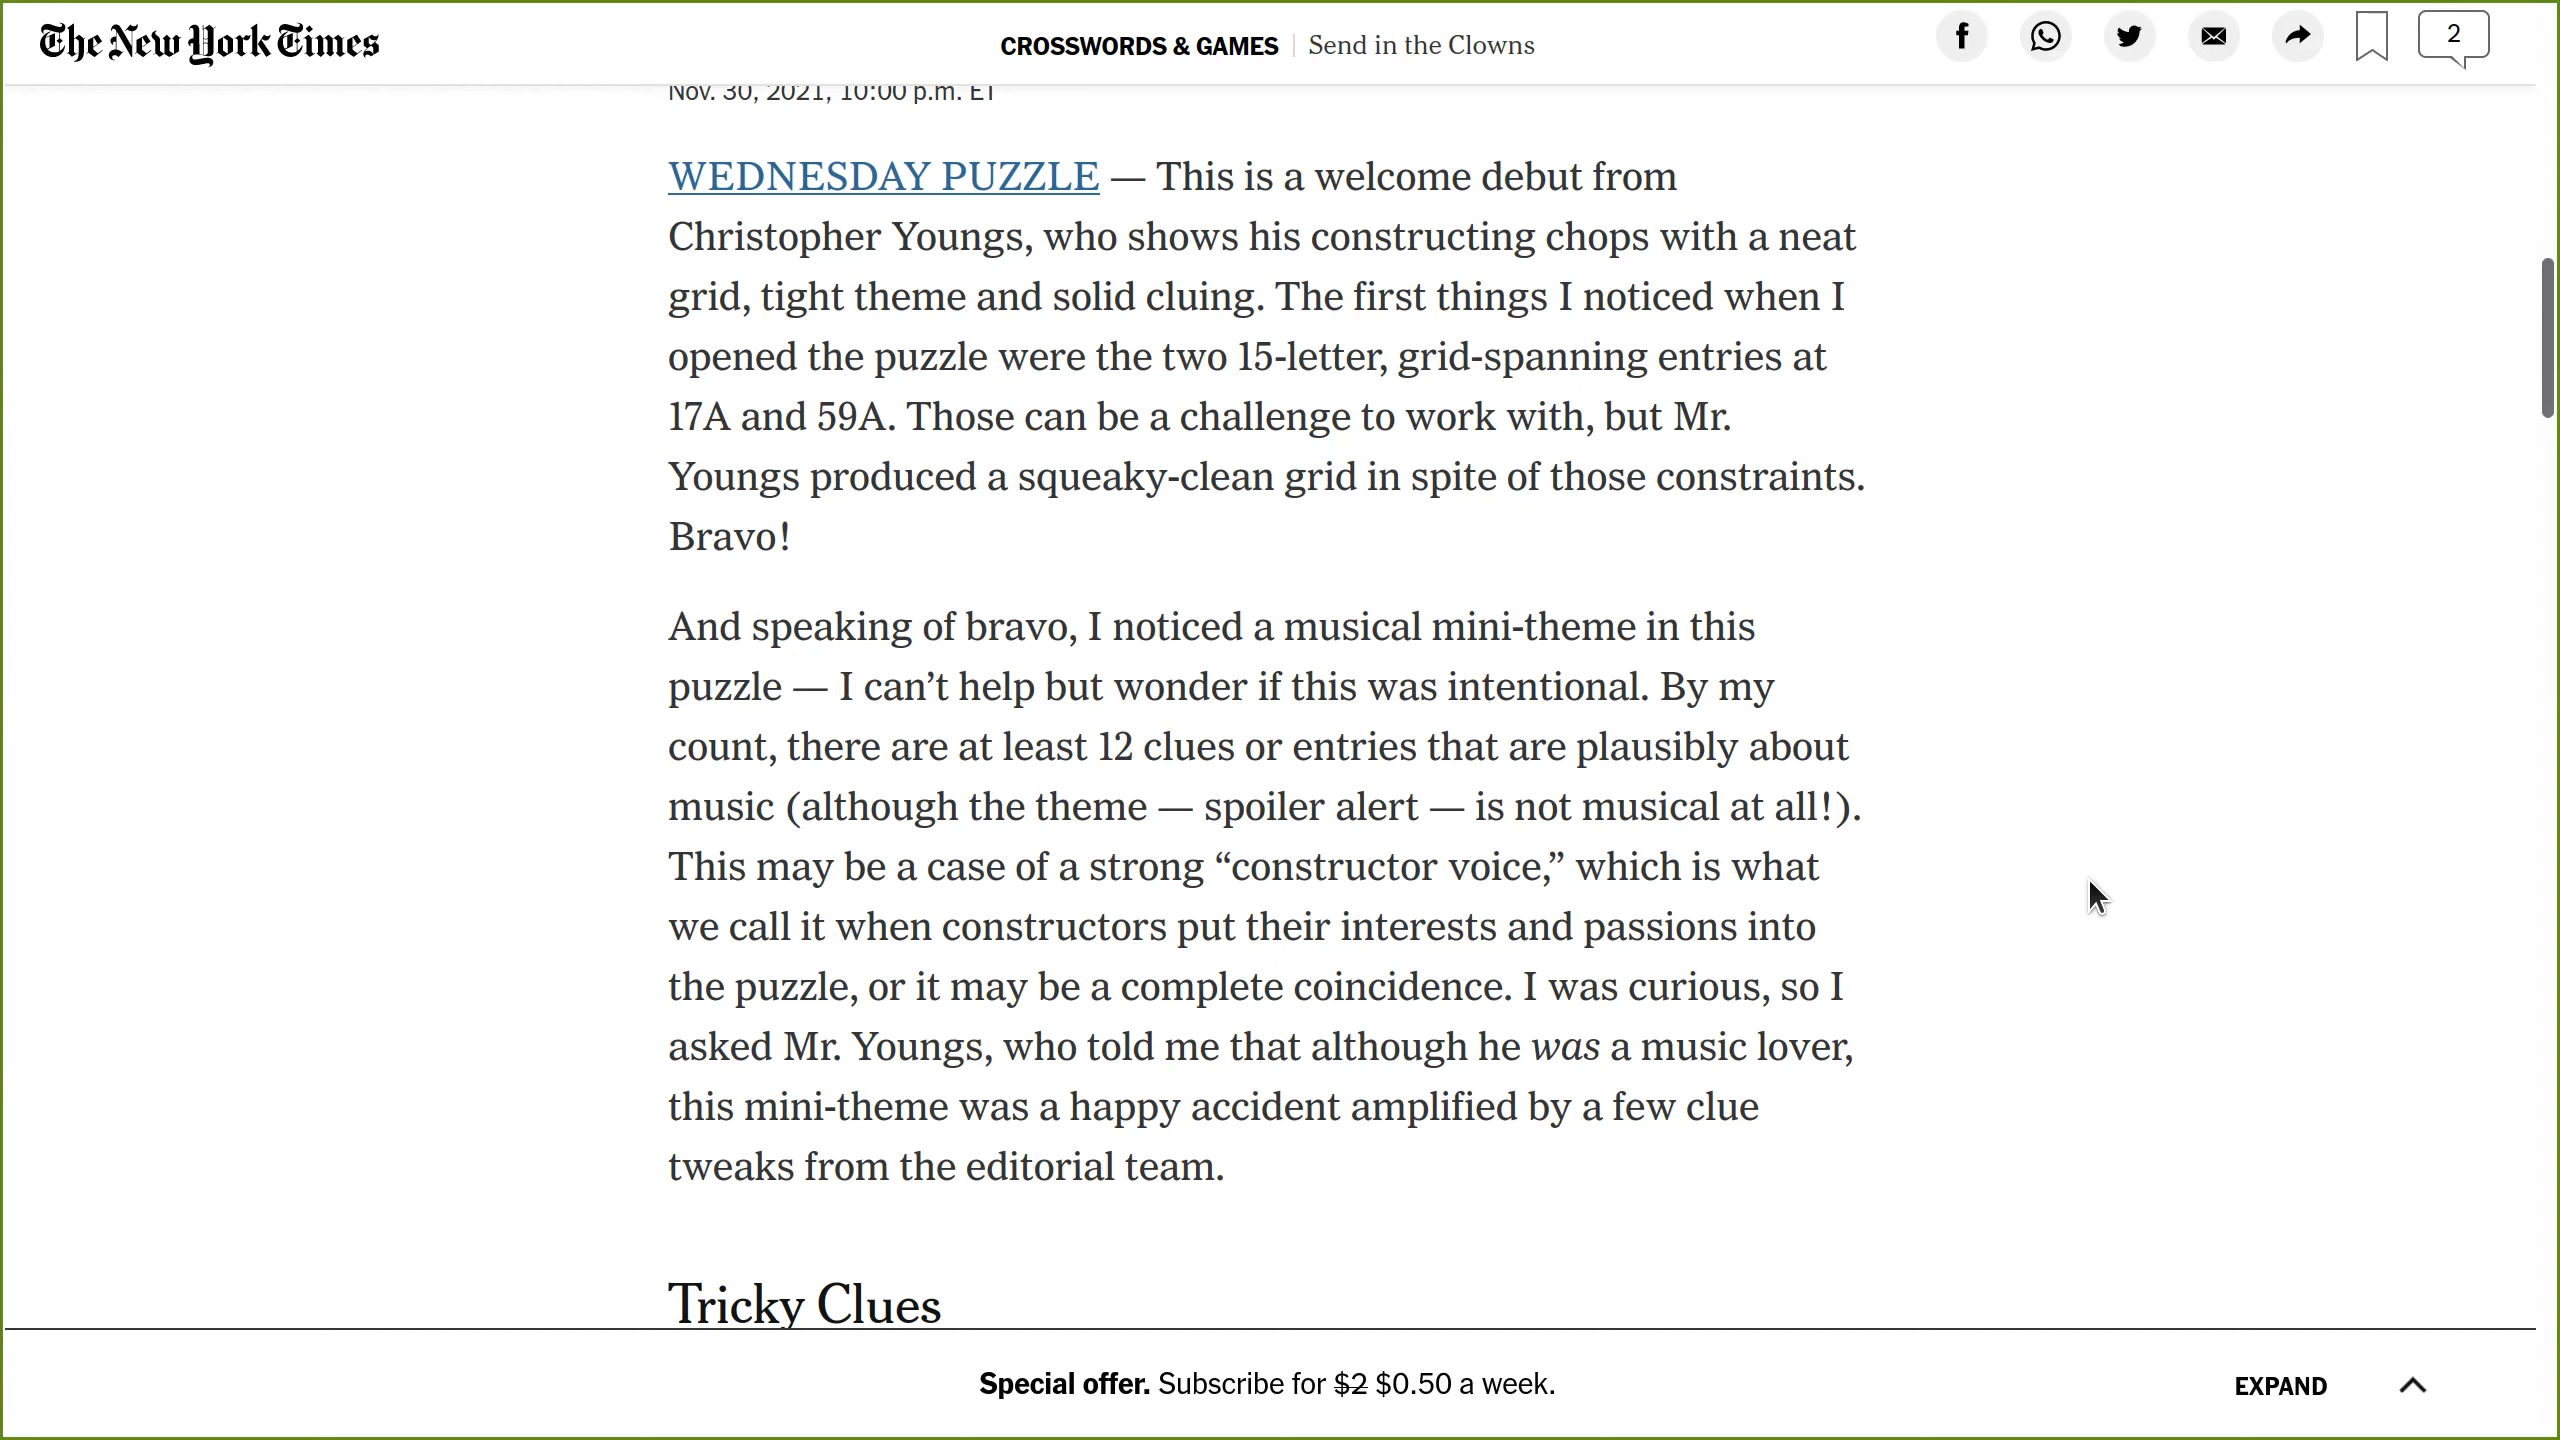 The New York Times
CROSSWORDS & GAMES | Send in the Clowns
2
Nov. 30, 2021, 10:00 p.m. ET
WEDNESDAY PUZZLE — This is a welcome debut from
Christopher Youngs, who shows his constructing chops with a neat
grid, tight theme and solid cluing. The first things I noticed when I
opened the puzzle were the two 15-letter, grid-spanning entries at
17A and 59A. Those can be a challenge to work with, but Mr.
Youngs produced a squeaky-clean grid in spite of those constraints.
Bravo!
And speaking of bravo, I noticed a musical mini-theme in this
puzzle — I can’t help but wonder if this was intentional. By my
count, there are at least 12 clues or entries that are plausibly about
music (although the theme — spoiler alert — is not musical at all!).
This may be a case of a strong “constructor voice,” which is what
we call it when constructors put their interests and passions into
the puzzle, or it may be a complete coincidence. I was curious, so I
asked Mr. Youngs, who told me that although he was a music lover,
this mini-theme was a happy accident amplified by a few clue
tweaks from the editorial team.
Tricky Clues
Special offer. Subscribe for $2 $0.50 a week.
EXPAND